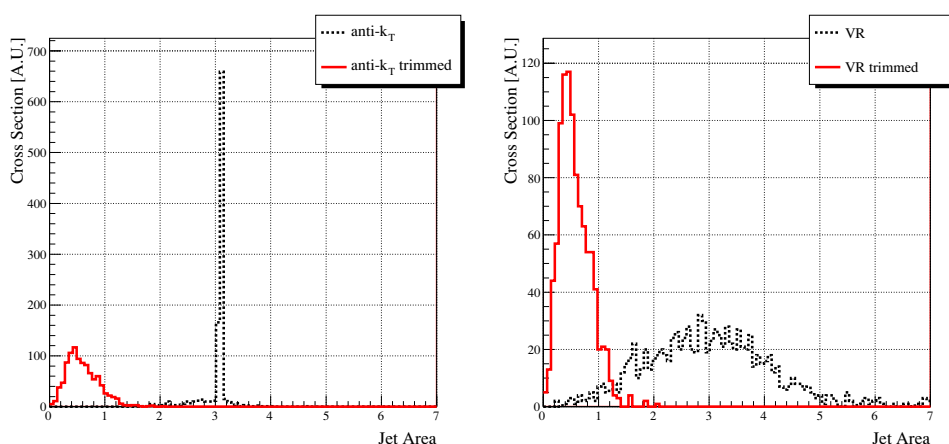 anti-k_T
anti-k_T trimmed
Cross Section [A.U.]
700
600
500
400
300
200
100
0
0 1 2 3 4 5 6 7
Jet Area
VR
VR trimmed
Cross Section [A.U.]
120
100
80
60
40
20
0
0 1 2 3 4 5 6 7
Jet Area